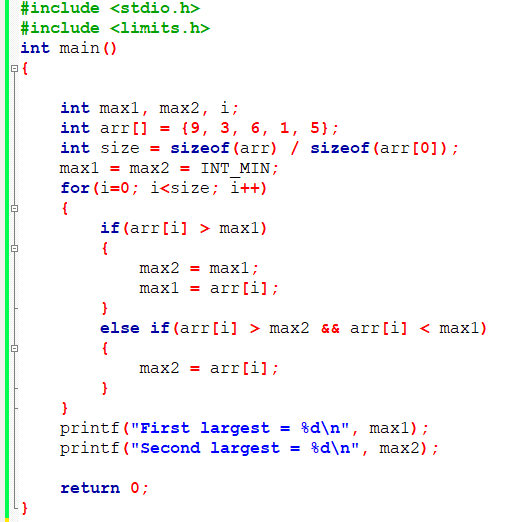 #include <stdio.h>
#include <limits.h>
int main()
{
int max1, max2, i;
int arr[] = {9, 3, 6, 1, 5};
int size = sizeof(arr) / sizeof(arr[0]);
max1 = max2 = INT_MIN;
for(i=0; i<size; i++)
{
if(arr[i] > max1)
{
max2 = max1;
max1 = arr[i];
}
else if(arr[i] > max2 && arr[i] < max1)
{
max2 = arr[i];
}
}
printf("First largest = %d\n", max1);
printf("Second largest = %d\n", max2);
return 0;
}